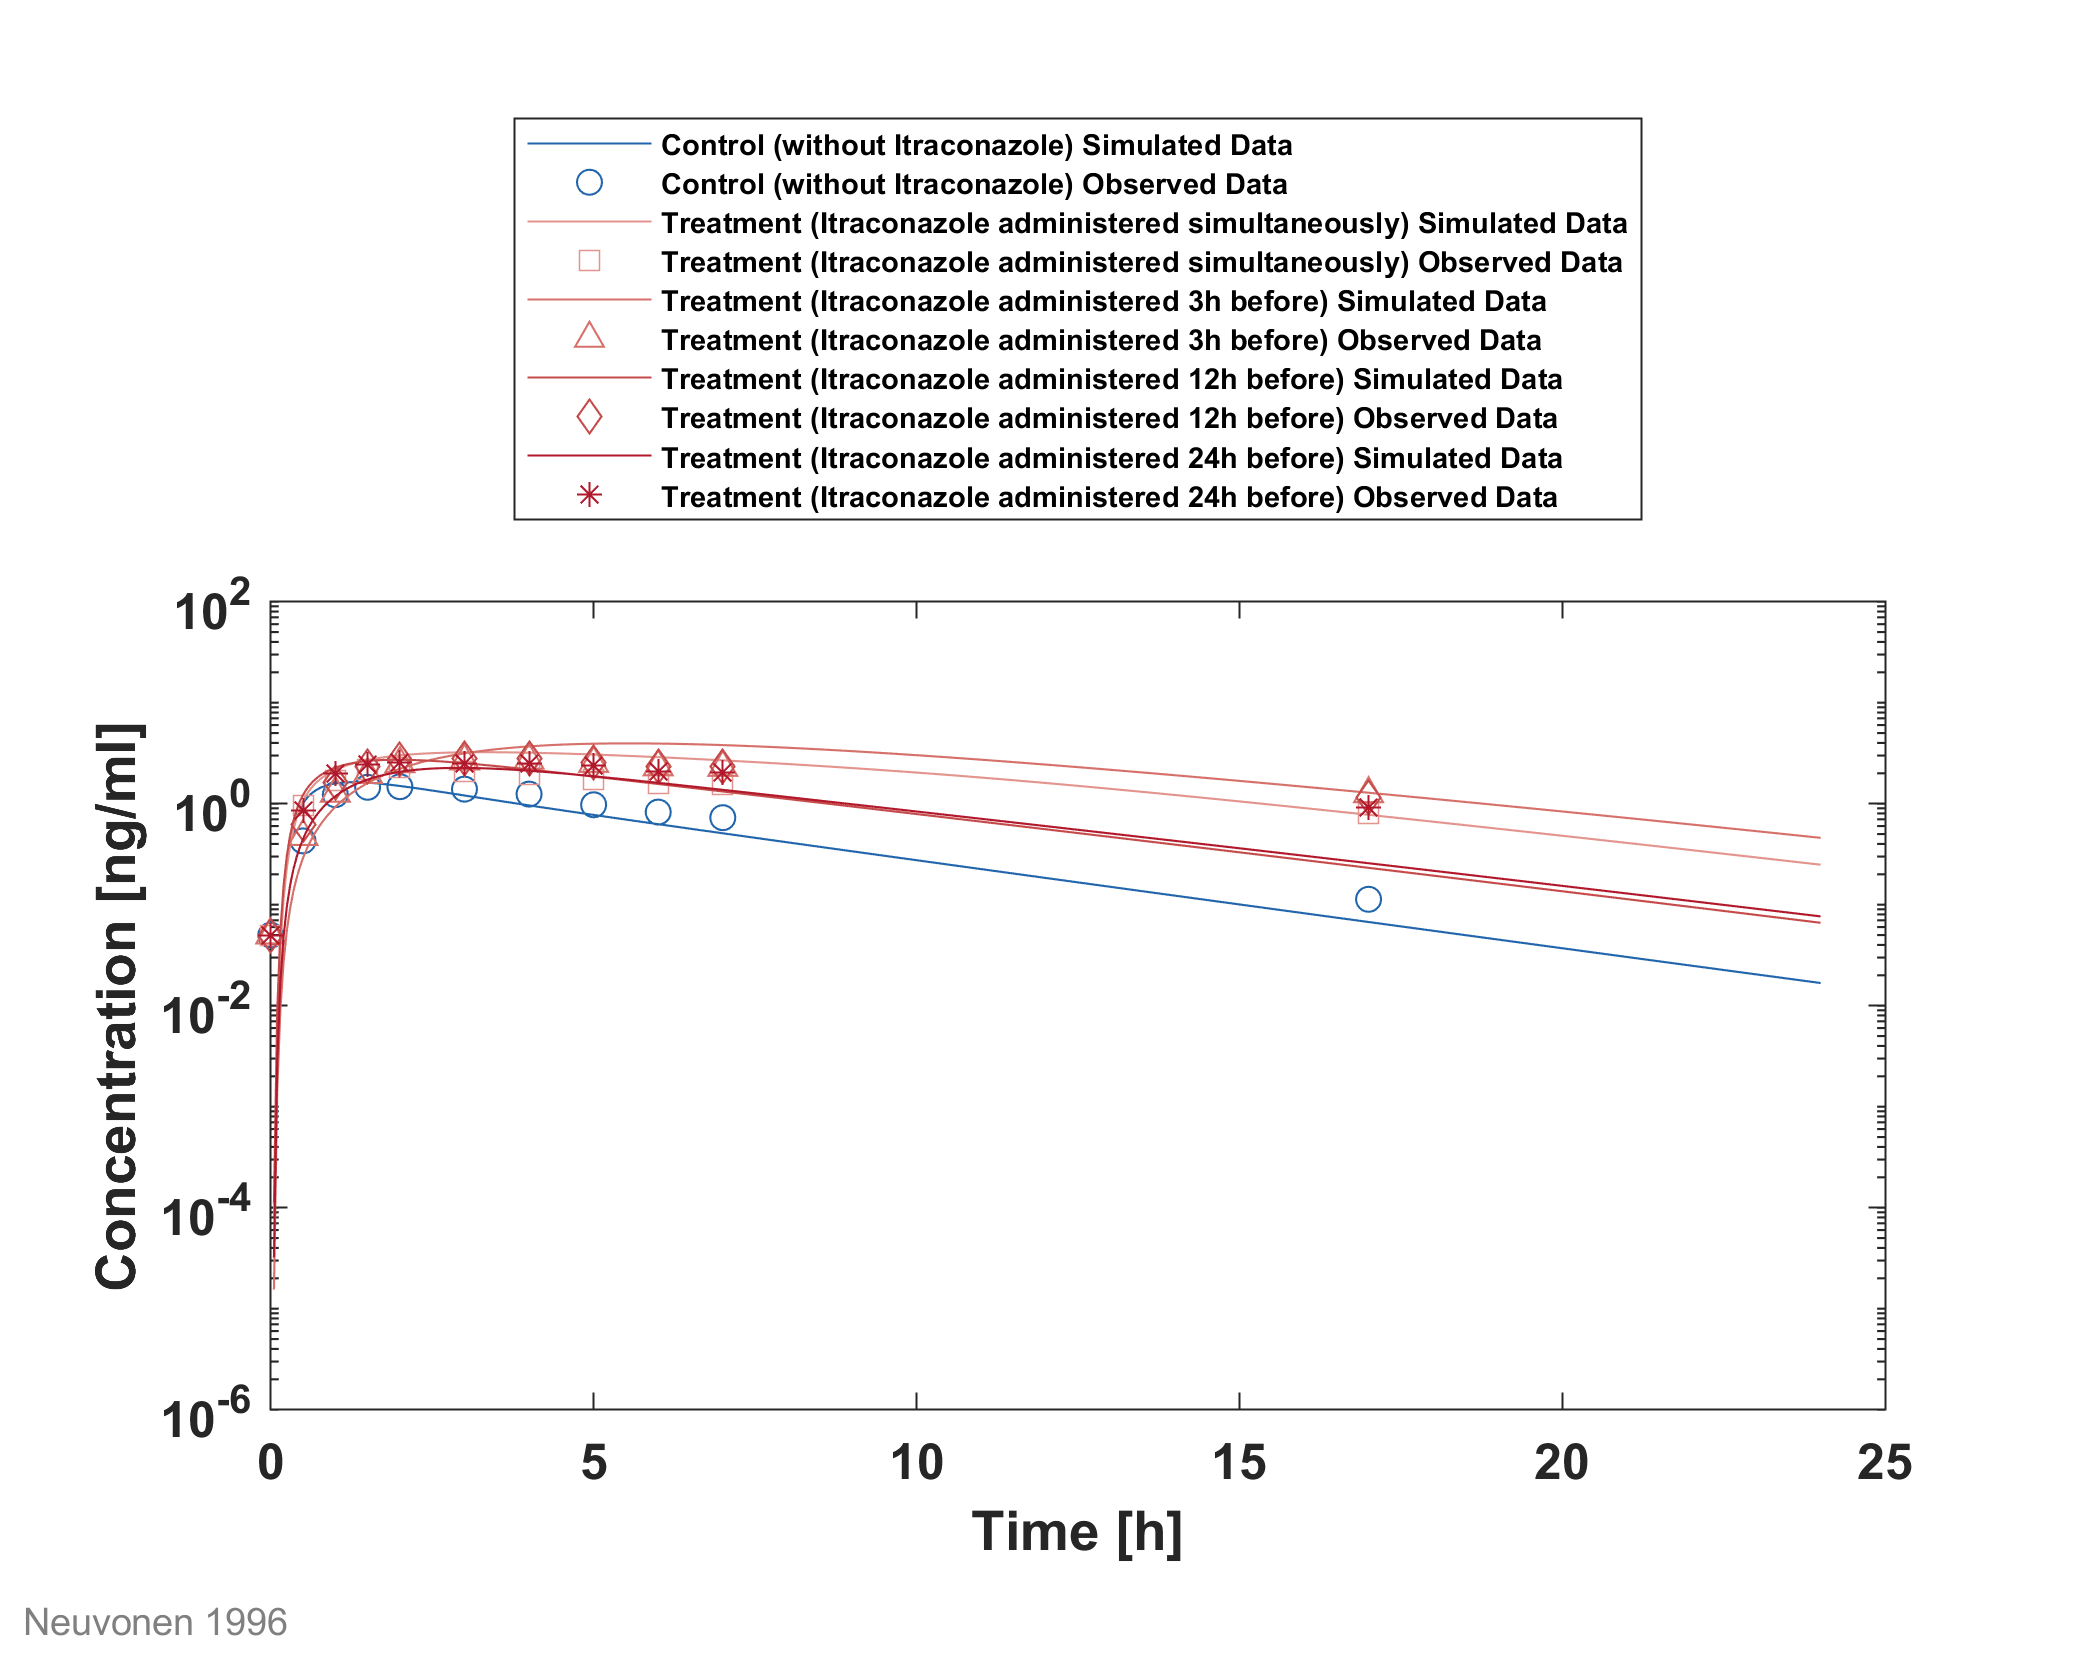 Control (without Itraconazole) Simulated Data
Control (without Itraconazole) Observed Data
Treatment (Itraconazole administered simultaneously) Simulated Data
Treatment (Itraconazole administered simultaneously) Observed Data
Treatment (Itraconazole administered 3h before) Simulated Data
Treatment (Itraconazole administered 3h before) Observed Data
Treatment (Itraconazole administered 12h before) Simulated Data
Treatment (Itraconazole administered 12h before) Observed Data
Treatment (Itraconazole administered 24h before) Simulated Data
Treatment (Itraconazole administered 24h before) Observed Data
10^2
10^0
10^-2
10^-4
10^-6
Concentration [ng/ml]
0 5 10 15 20 25
Time [h]
Neuvonen 1996